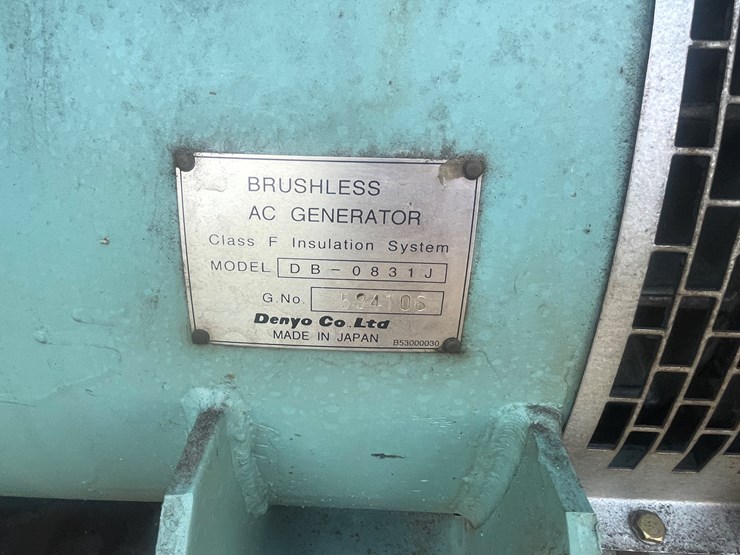 BRUSHLESS
AC GENERATOR
Class F Insulation System
MODEL DB-0831J
G.No.
Denyo Co.Ltd
MADE IN JAPAN B53000030